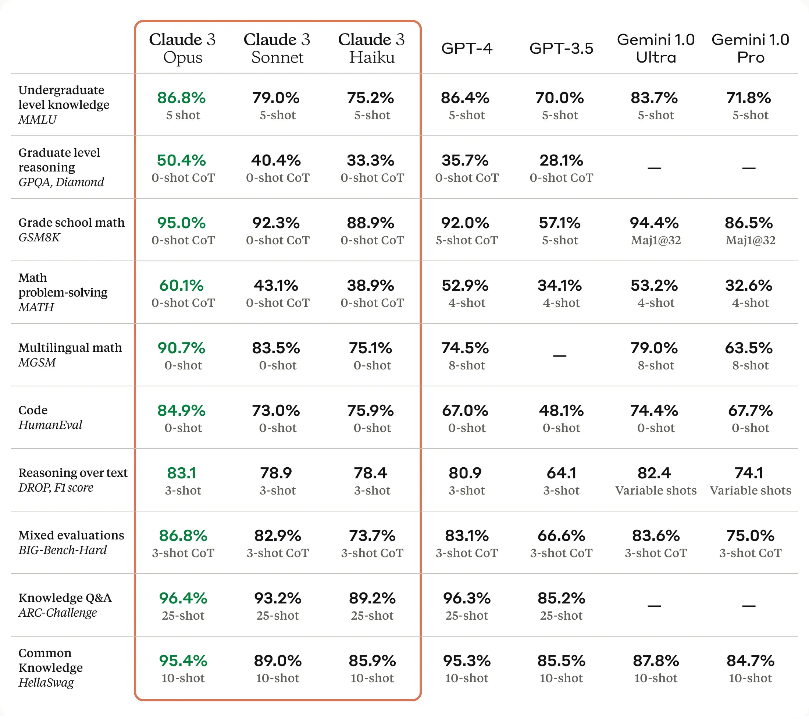 Claude 3 Opus Claude 3 Sonnet Claude 3 Haiku GPT-4 GPT-3.5 Gemini 1.0 Ultra Gemini 1.0 Pro
Undergraduate
level knowledge
MMLU
86.8% 79.0% 75.2% 86.4% 70.0% 83.7% 71.8%
5 shot 5-shot 5-shot 5-shot 5-shot 5-shot 5-shot
Graduate level
reasoning
GPQA, Diamond
50.4% 40.4% 33.3% 35.7% 28.1% — —
0-shot CoT 0-shot CoT 0-shot CoT 0-shot CoT 0-shot CoT
Grade school math
GSM8K
95.0% 92.3% 88.9% 92.0% 57.1% 94.4% 86.5%
0-shot CoT 0-shot CoT 0-shot CoT 5-shot CoT 5-shot Maj1@32 Maj1@32
Math
problem-solving
MATH
60.1% 43.1% 38.9% 52.9% 34.1% 53.2% 32.6%
0-shot CoT 0-shot CoT 0-shot CoT 4-shot 4-shot 4-shot 4-shot
Multilingual math
MGSM
90.7% 83.5% 75.1% 74.5% — 79.0% 63.5%
0-shot 0-shot 0-shot 8-shot 8-shot 8-shot
Code
HumanEval
84.9% 73.0% 75.9% 67.0% 48.1% 74.4% 67.7%
0-shot 0-shot 0-shot 0-shot 0-shot 0-shot 0-shot
Reasoning over text
DROP, F1 score
83.1 78.9 78.4 80.9 64.1 82.4 74.1
3-shot 3-shot 3-shot 3-shot 3-shot Variable shots Variable shots
Mixed evaluations
BIG-Bench-Hard
86.8% 82.9% 73.7% 83.1% 66.6% 83.6% 75.0%
3-shot CoT 3-shot CoT 3-shot CoT 3-shot CoT 3-shot CoT 3-shot CoT 3-shot CoT
Knowledge Q&A
ARC-Challenge
96.4% 93.2% 89.2% 96.3% 85.2% — —
25-shot 25-shot 25-shot 25-shot 25-shot
Common
Knowledge
HellaSwag
95.4% 89.0% 85.9% 95.3% 85.5% 87.8% 84.7%
10-shot 10-shot 10-shot 10-shot 10-shot 10-shot 10-shot